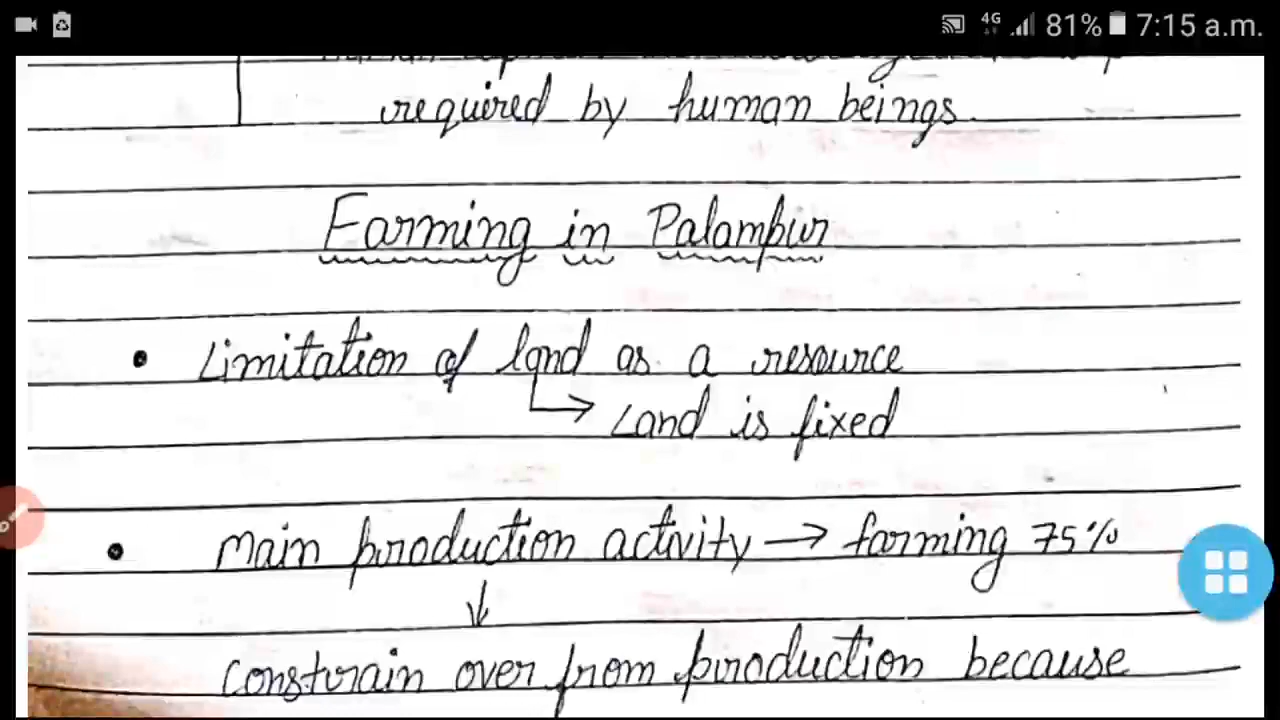 4G 81% 7:15 a.m.
required by human beings.
Farming in Palampur
• Limitation of land as a resource
→ Land is fixed
• Main production activity → farming 75%
↓
constrain over from production because